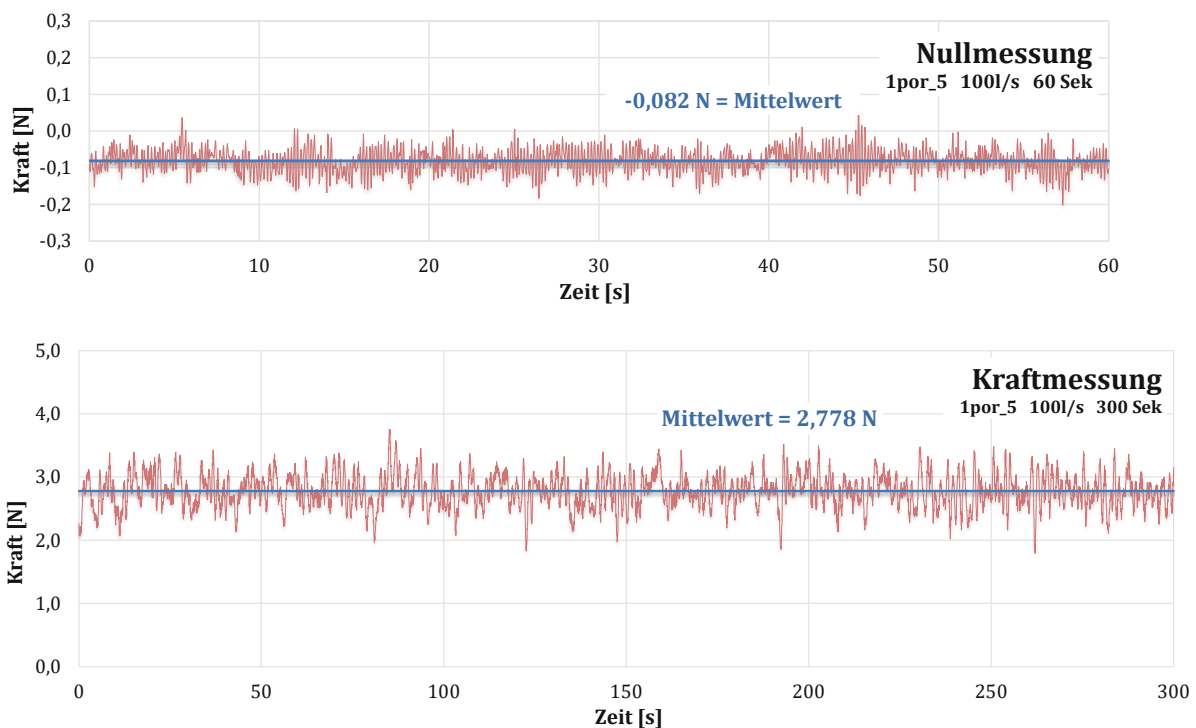 0,3
Nullmessung
1por_5 100l/s 60 Sek
0,2
0,1
-0,082 N = Mittelwert
0,0
-0,1
-0,2
-0,3
Kraft [N]
0 10 20 30 40 50 60
Zeit [s]
5,0
Kraftmessung
1por_5 100l/s 300 Sek
4,0
Mittelwert = 2,778 N
3,0
2,0
1,0
0,0
Kraft [N]
0 50 100 150 200 250 300
Zeit [s]